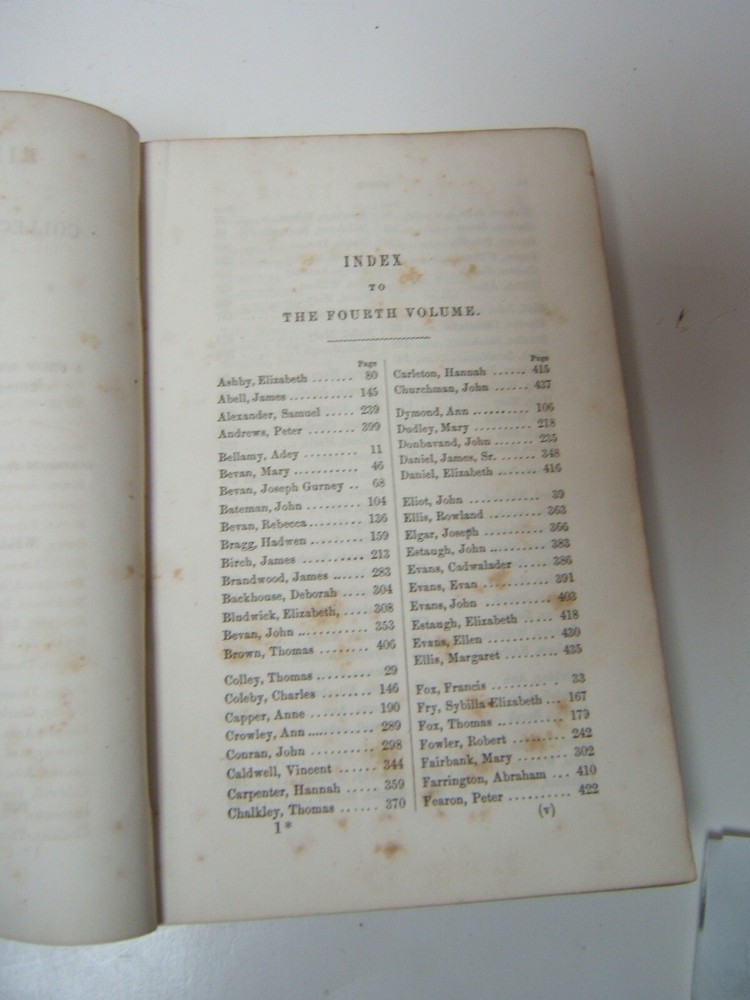 INDEX
TO
THE FOURTH VOLUME.
Page
Ashby, Elizabeth ....... 80
Abell, James ........... 145
Alexander, Samuel ..... 239
Andrews, Peter ........ 399
Bellamy, Adey ......... 11
Bevan, Mary ........... 46
Bevan, Joseph Gurney .. 68
Bateman, John ......... 104
Bevan, Rebecca......... 136
Bragg, Hadwen ........ 159
Birch, James .......... 213
Brandwood, James ...... 283
Backhouse, Deborah .... 304
Bludwick, Elizabeth, .... 308
Bevan, John ............ 353
Brown, Thomas ........ 406
Colley, Thomas ......... 29
Coleby, Charles ........ 146
Capper, Anne .......... 190
Crowley, Ann ........... 289
Conran, John .......... 298
Caldwell, Vincent ...... 344
Carpenter, Hannah ..... 359
Chalkley, Thomas ...... 370
1*
Page
Carleton, Hannah ...... 415
Churchman, John ...... 437
Dymond, Ann .......... 106
Dudley, Mary .......... 218
Donbavand, John ....... 235
Daniel, James, Sr. ...... 348
Daniel, Elizabeth ....... 416
Eliot, John ............ 39
Ellis, Rowland ......... 363
Elgar, Joseph .......... 366
Estaugh, John .......... 383
Evans, Cadwalader ..... 386
Evans, Evan ........... 391
Evans, John ........... 403
Estaugh, Elizabeth ..... 418
Evans, Ellen .......... 430
Ellis, Margaret ......... 435
Fox, Francis .......... 33
Fry, Sybilla Elizabeth ... 167
Fox, Thomas ........... 179
Fowler, Robert ......... 242
Fairbank, Mary ........ 302
Farrington, Abraham ... 410
Fearon, Peter .......... 422
(v)